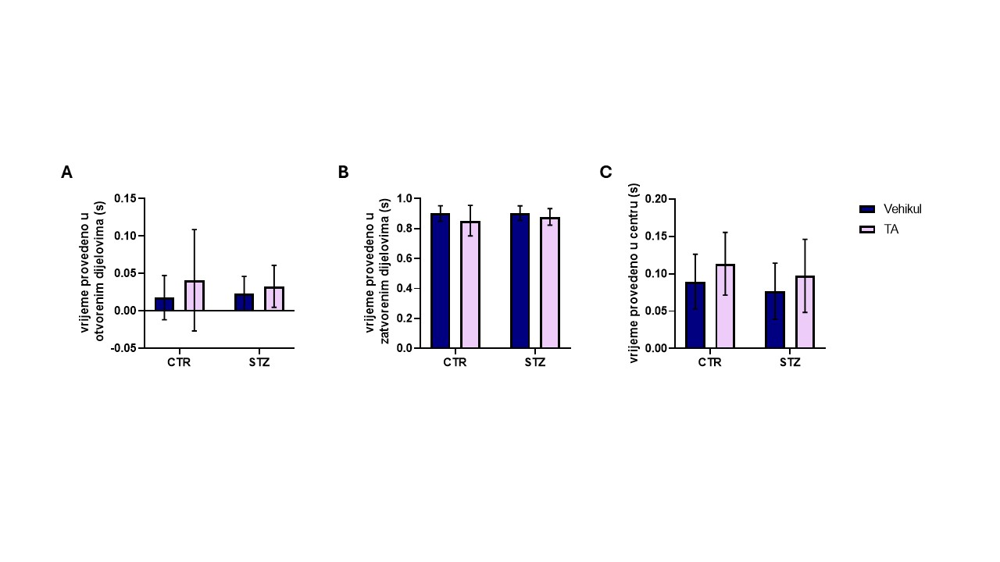 A
vrijeme provedeno u
otvorenim dijelovima (s)
0.15
0.10
0.05
0.00
-0.05
CTR
STZ
B
vrijeme provedeno u
zatvorenim dijelovima (s)
1.0
0.8
0.6
0.4
0.2
0.0
CTR
STZ
C
vrijeme provedeno u centru (s)
0.20
0.15
0.10
0.05
0.00
CTR
STZ
Vehikul
TA